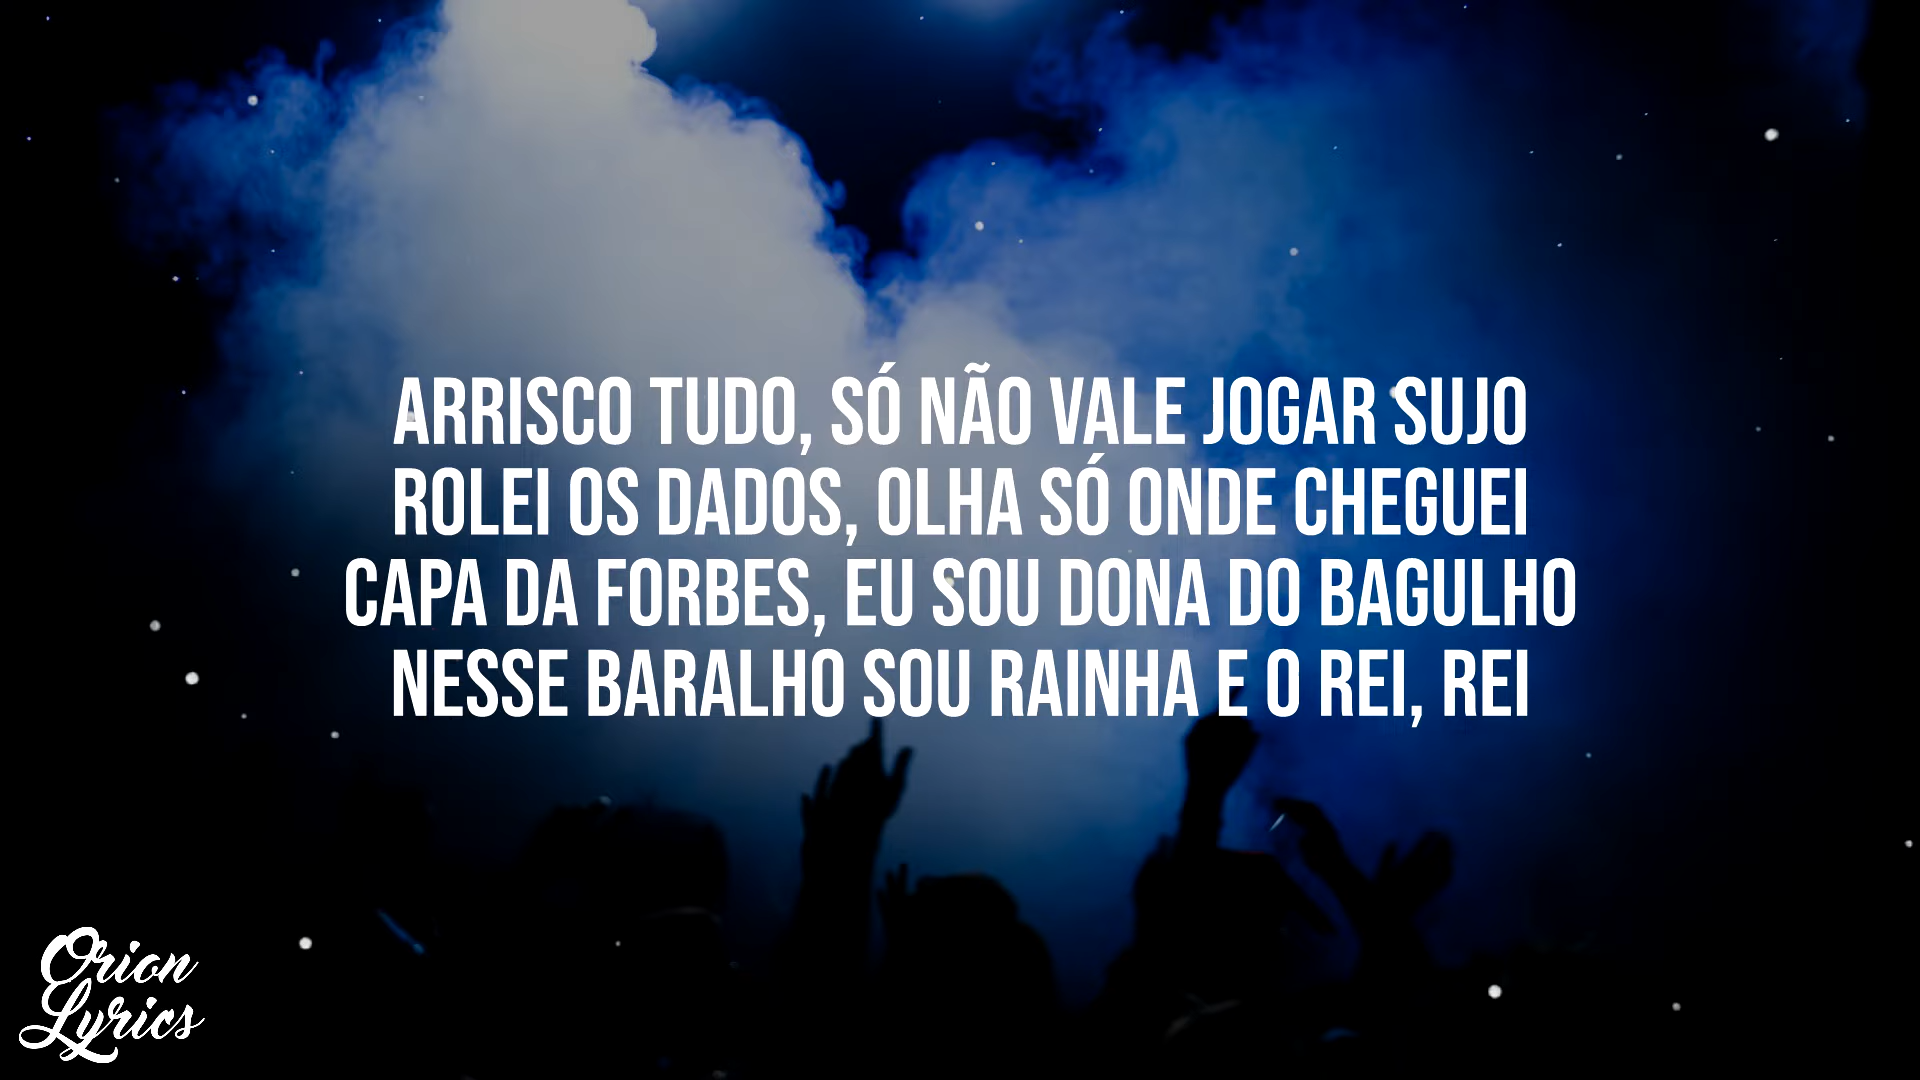 ARRISCO TUDO, SÓ NÃO VALE JOGAR SUJO
ROLEI OS DADOS, OLHA SÓ ONDE CHEGUEI
CAPA DA FORBES, EU SOU DONA DO BAGULHO
NESSE BARALHO SOU RAINHA E O REI, REI
Orion
Lyrics